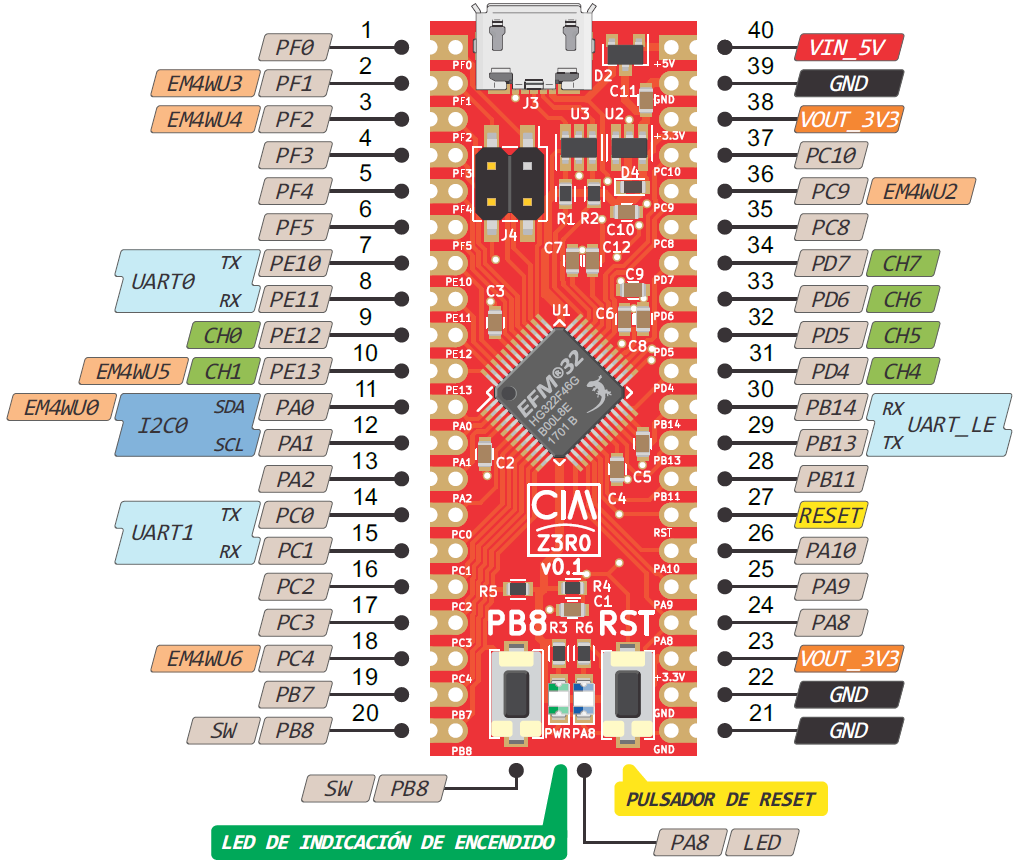 1 PF0
2 EM4WU3 PF1
3 EM4WU4 PF2
4 PF3
5 PF4
6 PF5
7 UART0 TX PE10
8 RX PE11
9 CH0 PE12
10 EM4WU5 CH1 PE13
11 EM4WU0 I2C0 SDA PA0
12 SCL PA1
13 PA2
14 UART1 TX PC0
15 RX PC1
16 PC2
17 PC3
18 EM4WU6 PC4
19 PB7
20 SW PB8
PF0
PF1
PF2
PF3
PF4
PF5
PE10
PE11
PE12
PE13
PA0
PA1
PA2
PC0
PC1
PC2
PC3
PC4
PB7
PB8
J3
D2
C11
U3 U2
D4
R1 R2
C10
J4
C7 C12
C9
C3
U1
C6
C8
EFM®32
HG322F46G
B00L8E
1701 B
C2
C5
C4
CIM
Z3R0
v0.1
R5 R4
C1
PB8 R3 R6 RST
PWR PA8
+5V
GND
+3.3V
PC10
PC9
PC8
PD7
PD6
PD5
PD4
PB14
PB13
PB11
RST
PA10
PA9
PA8
+3.3V
GND
GND
40 VIN_5V
39 GND
38 VOUT_3V3
37 PC10
36 PC9 EM4WU2
35 PC8
34 PD7 CH7
33 PD6 CH6
32 PD5 CH5
31 PD4 CH4
30 PB14 RX UART_LE
29 PB13 TX
28 PB11
27 RESET
26 PA10
25 PA9
24 PA8
23 VOUT_3V3
22 GND
21 GND
SW PB8
PULSADOR DE RESET
LED DE INDICACIÓN DE ENCENDIDO
PA8 LED